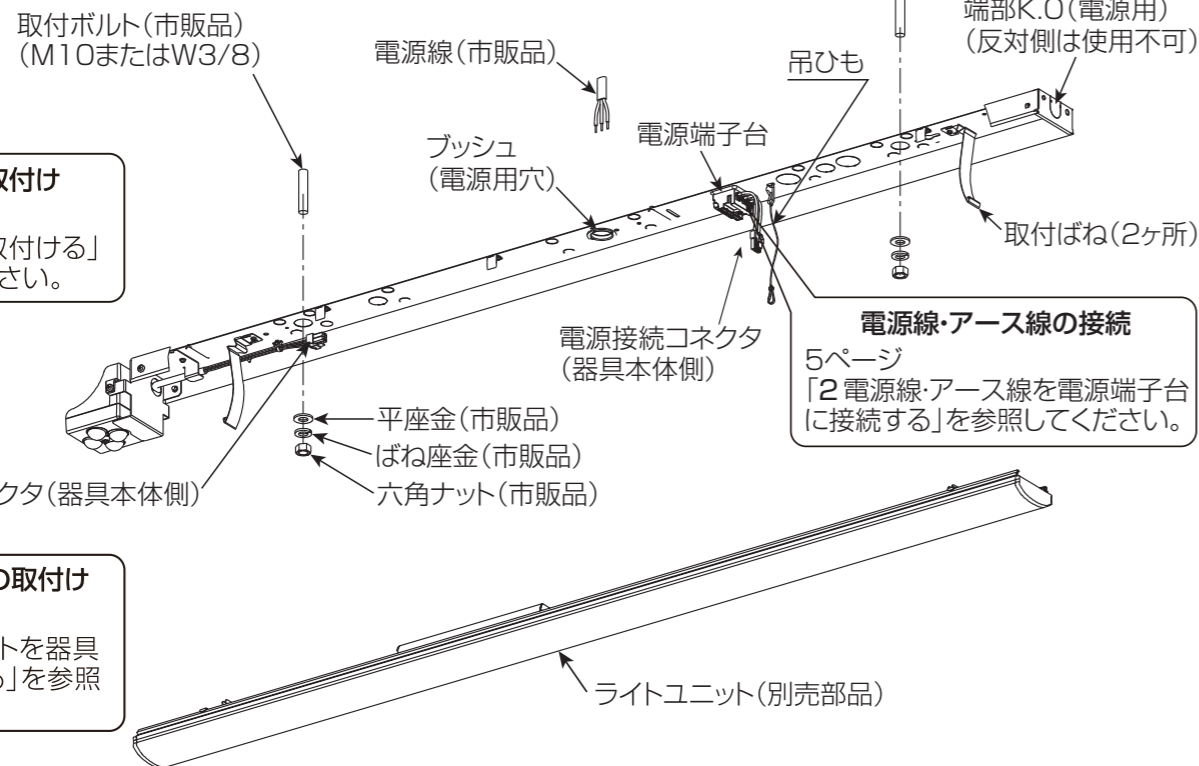 取付ボルト(市販品)
(M10またはW3/8)
電源線(市販品)
吊ひも
端部K.O(電源用)
(反対側は使用不可)
ブッシュ
(電源用穴)
電源端子台
取付け
取付ける」
さい。
取付ばね(2ヶ所)
電源接続コネクタ
(器具本体側)
電源線・アース線の接続
5ページ
「2 電源線・アース線を電源端子台
に接続する」を参照してください。
平座金(市販品)
ばね座金(市販品)
六角ナット(市販品)
クタ(器具本体側)
の取付け
トを器具
る」を参照
ライトユニット(別売部品)